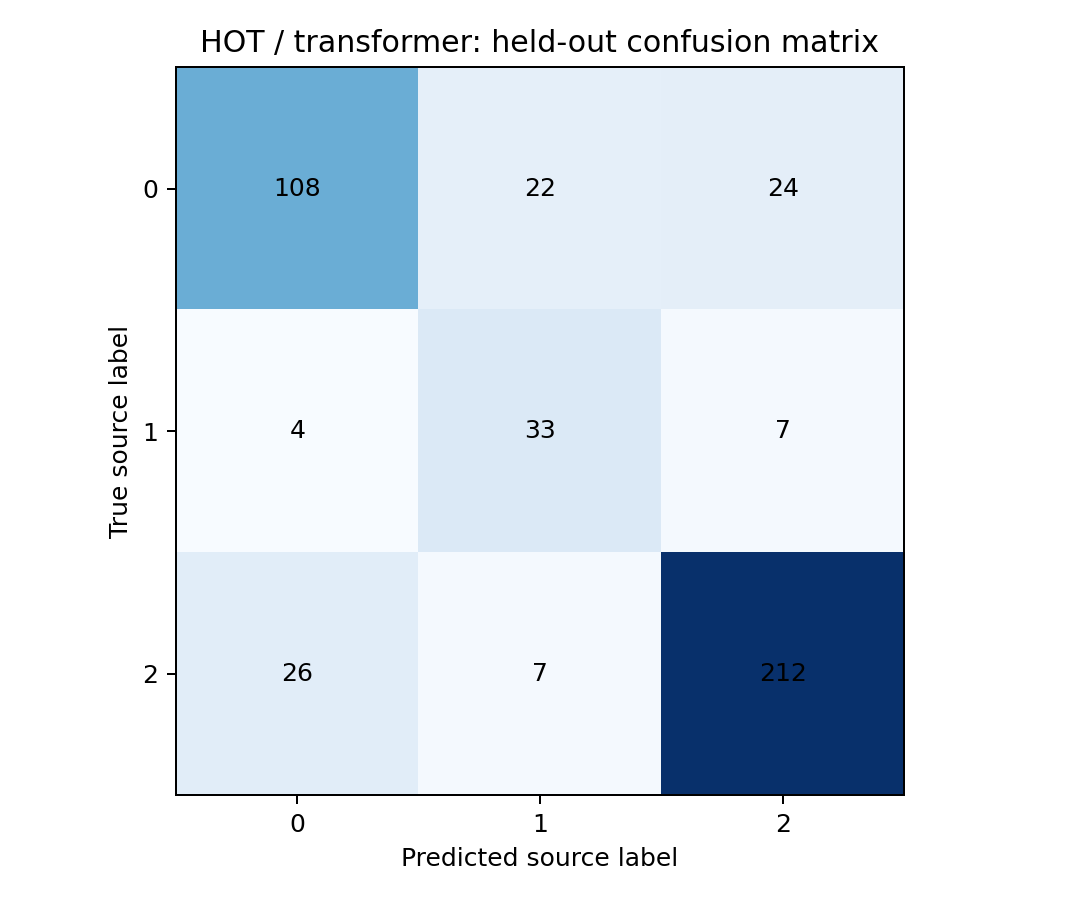 HOT / transformer: held-out confusion matrix
0 108 22 24
1 4 33 7
2 26 7 212
0 1 2
Predicted source label
True source label